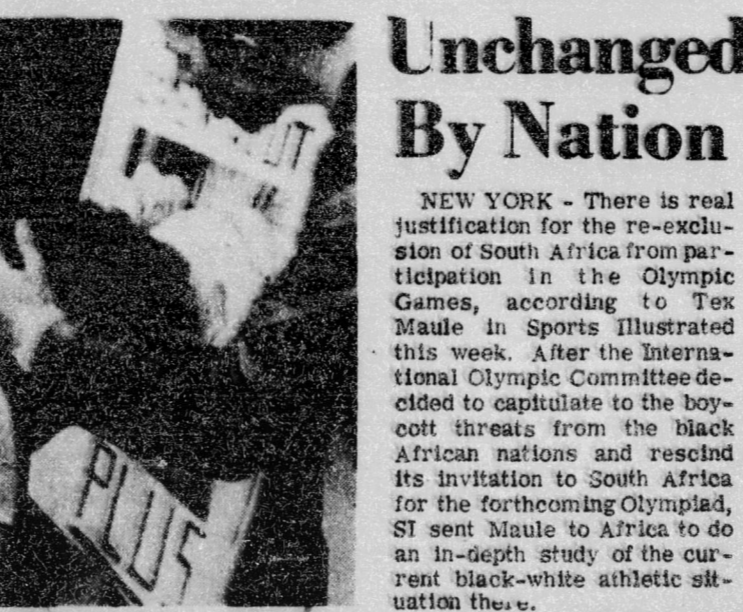 Unchanged
By Nation
NEW YORK - There is real
justification for the re-exclu-
sion of South Africa from par-
ticipation in the Olympic
Games, according to Tex
Maule in Sports Illustrated
this week. After the Interna-
tional Olympic Committee de-
cided to capitulate to the boy-
cott threats from the black
African nations and rescind
its invitation to South Africa
for the forthcoming Olympiad,
SI sent Maule to Africa to do
an in-depth study of the cur-
rent black-white athletic sit-
uation there.
UT
PLUS